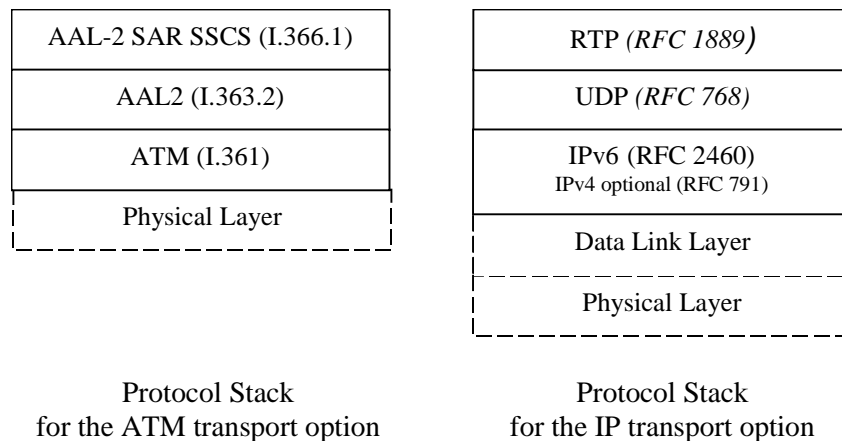 AAL-2 SAR SSCS (I.366.1)
AAL2 (I.363.2)
ATM (I.361)
Physical Layer
Protocol Stack
for the ATM transport option
RTP (RFC 1889)
UDP (RFC 768)
IPv6 (RFC 2460)
IPv4 optional (RFC 791)
Data Link Layer
Physical Layer
Protocol Stack
for the IP transport option